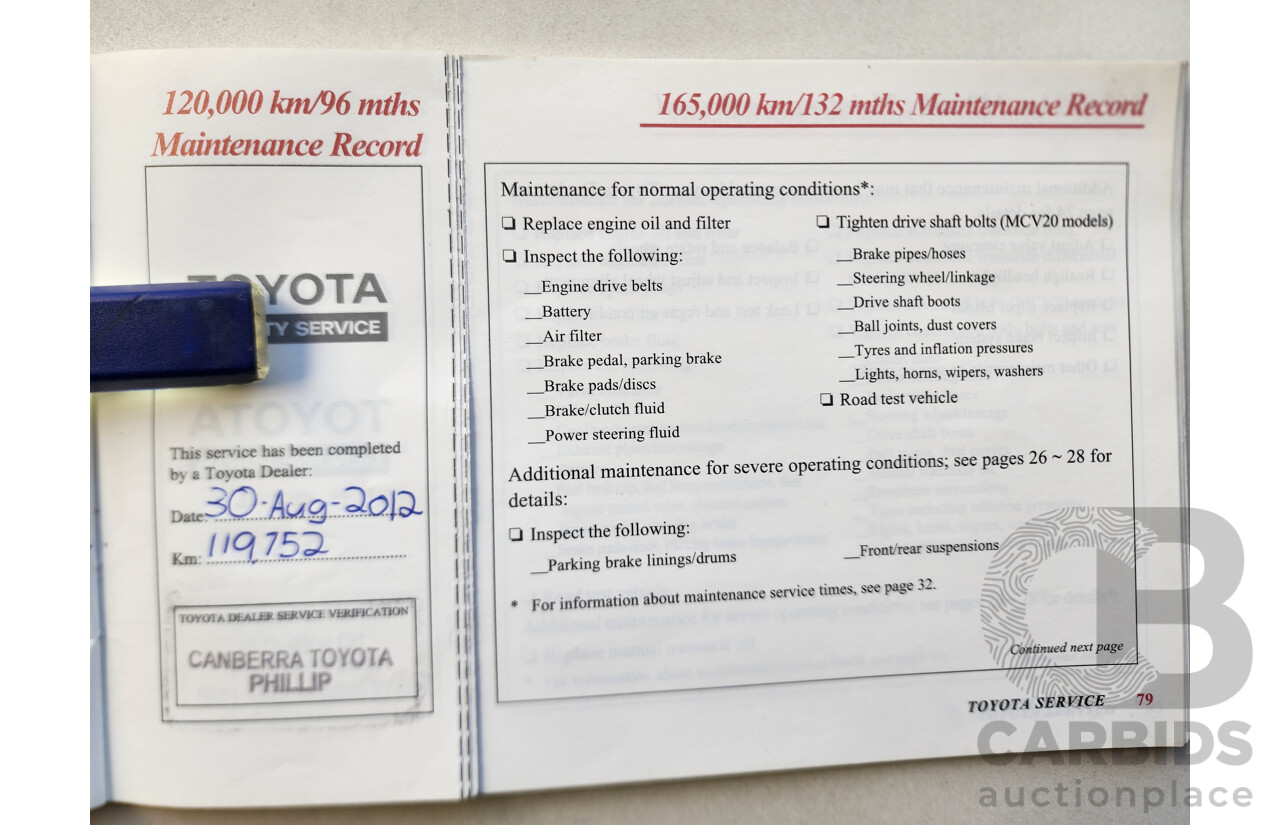 120,000 km/96 mths
Maintenance Record
TOYOTA
TY SERVICE
This service has been completed
by a Toyota Dealer:
Date: 30-Aug-2012
Km: 119,752
TOYOTA DEALER SERVICE VERIFICATION
CANBERRA TOYOTA
PHILLIP
165,000 km/132 mths Maintenance Record
Maintenance for normal operating conditions*:
❏ Replace engine oil and filter
❏ Inspect the following:
__Engine drive belts
__Battery
__Air filter
__Brake pedal, parking brake
__Brake pads/discs
__Brake/clutch fluid
__Power steering fluid
❏ Tighten drive shaft bolts (MCV20 models)
__Brake pipes/hoses
__Steering wheel/linkage
__Drive shaft boots
__Ball joints, dust covers
__Tyres and inflation pressures
__Lights, horns, wipers, washers
❏ Road test vehicle
Additional maintenance for severe operating conditions; see pages 26 ~ 28 for
details:
❏ Inspect the following:
__Parking brake linings/drums
__Front/rear suspensions
* For information about maintenance service times, see page 32.
Continued next page
TOYOTA SERVICE 79
CARBIDS
auctionplace